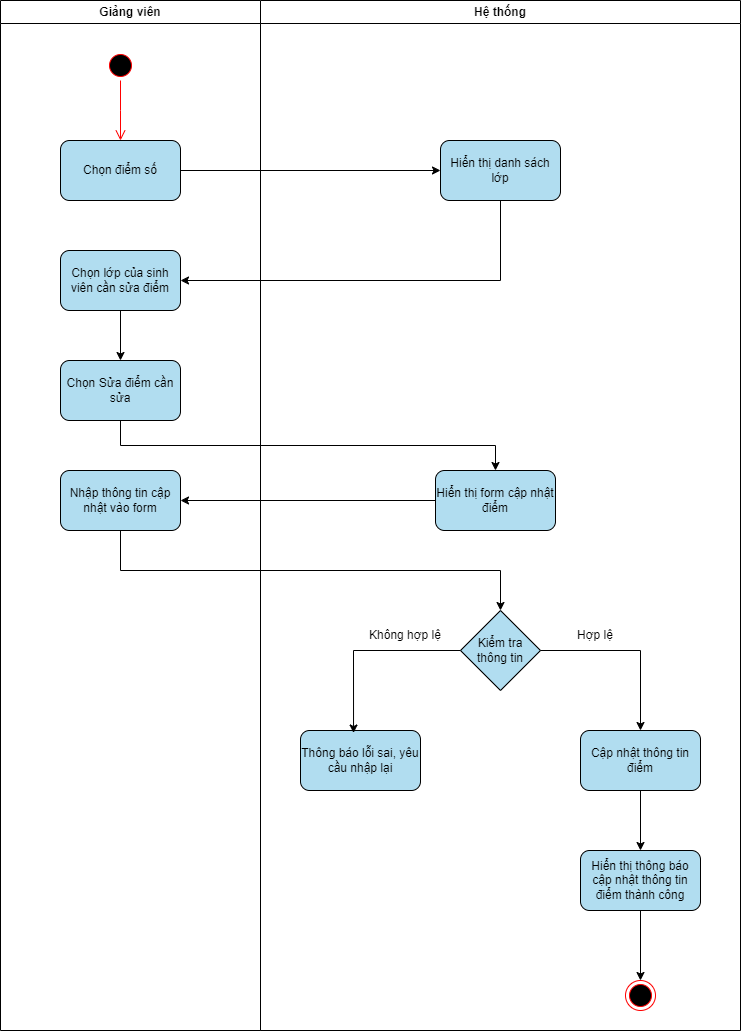 Giảng viên
Hệ thống
Chọn điểm số
Hiển thị danh sách
lớp
Chọn lớp của sinh
viên cần sửa điểm
Chọn Sửa điểm cần
sửa
Nhập thông tin cập
nhật vào form
Hiển thị form cập nhật
điểm
Kiểm tra
thông tin
Không hợp lệ
Hợp lệ
Thông báo lỗi sai, yêu
cầu nhập lại
Cập nhật thông tin
điểm
Hiển thị thông báo
cập nhật thông tin
điểm thành công